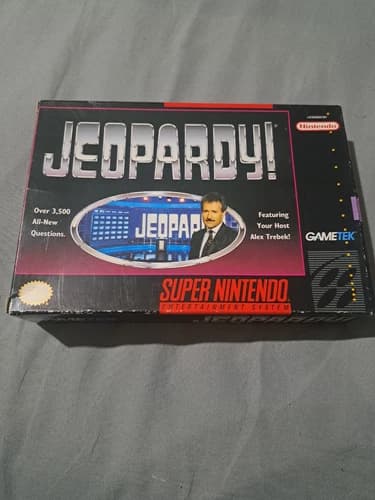 JEOPARDY!
Nintendo
Over 3,500
All-New
Questions.
JEOPAR
Featuring
Your Host
Alex Trebek!
GAMETEK
SUPER NINTENDO
ENTERTAINMENT SYSTEM
JEOPARDY!